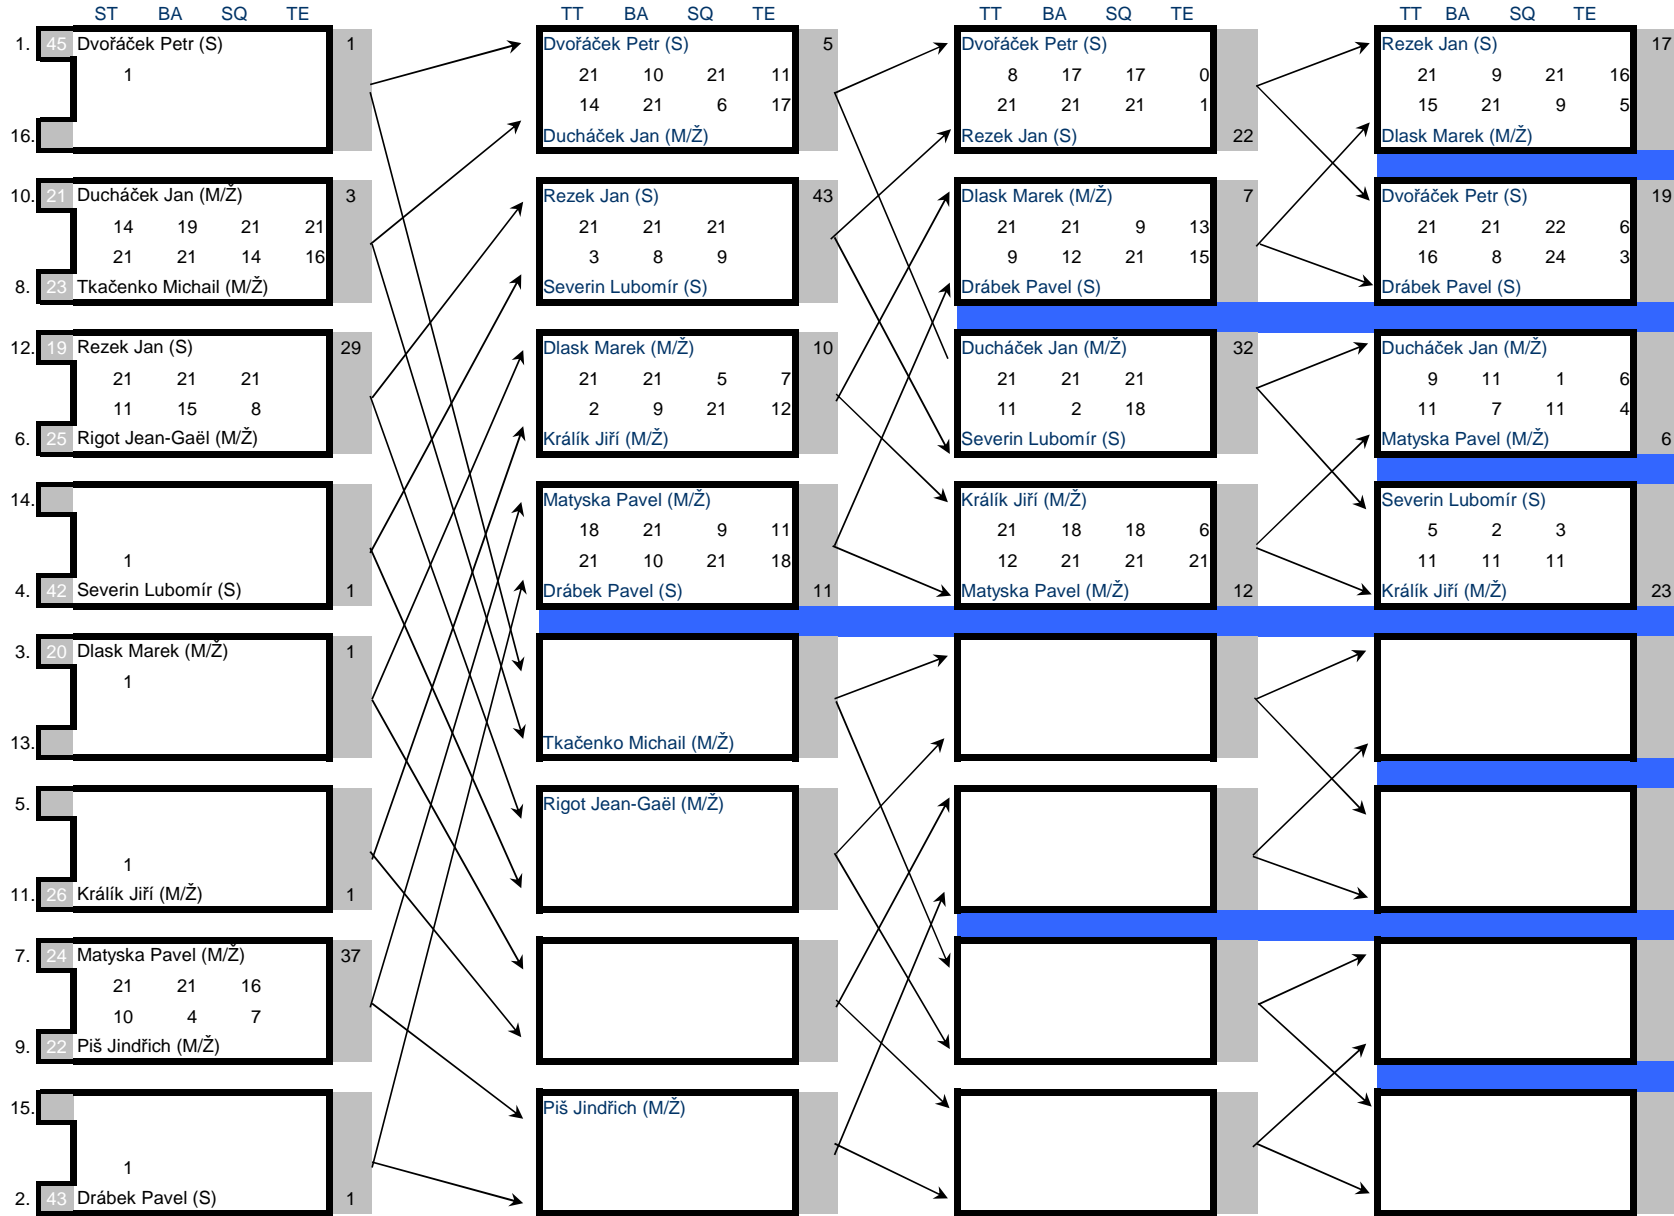 ST BA SQ TE
1. 45 Dvořáček Petr (S) 1
1
16.
10. 21 Ducháček Jan (M/Ž) 3
14 19 21 21
21 21 14 16
8. 23 Tkačenko Michail (M/Ž)
12. 19 Rezek Jan (S) 29
21 21 21
11 15 8
6. 25 Rigot Jean-Gaël (M/Ž)
14.
1
4. 42 Severin Lubomír (S) 1
3. 20 Dlask Marek (M/Ž) 1
1
13.
5.
1
11. 26 Králík Jiří (M/Ž) 1
7. 24 Matyska Pavel (M/Ž) 37
21 21 16
10 4 7
9. 22 Piš Jindřich (M/Ž)
15.
1
2. 43 Drábek Pavel (S) 1
TT BA SQ TE
Dvořáček Petr (S) 5
21 10 21 11
14 21 6 17
Ducháček Jan (M/Ž)
Rezek Jan (S) 43
21 21 21
3 8 9
Severin Lubomír (S)
Dlask Marek (M/Ž) 10
21 21 5 7
2 9 21 12
Králík Jiří (M/Ž)
Matyska Pavel (M/Ž)
18 21 9 11
21 10 21 18
Drábek Pavel (S) 11
Tkačenko Michail (M/Ž)
Rigot Jean-Gaël (M/Ž)
Piš Jindřich (M/Ž)
TT BA SQ TE
Dvořáček Petr (S)
8 17 17 0
21 21 21 1
Rezek Jan (S) 22
Dlask Marek (M/Ž) 7
21 21 9 13
9 12 21 15
Drábek Pavel (S)
Ducháček Jan (M/Ž) 32
21 21 21
11 2 18
Severin Lubomír (S)
Králík Jiří (M/Ž)
21 18 18 6
12 21 21 21
Matyska Pavel (M/Ž) 12
TT BA SQ TE
Rezek Jan (S) 17
21 9 21 16
15 21 9 5
Dlask Marek (M/Ž)
Dvořáček Petr (S) 19
21 21 22 6
16 8 24 3
Drábek Pavel (S)
Ducháček Jan (M/Ž)
9 11 1 6
11 7 11 4
Matyska Pavel (M/Ž) 6
Severin Lubomír (S)
5 2 3
11 11 11
Králík Jiří (M/Ž) 23